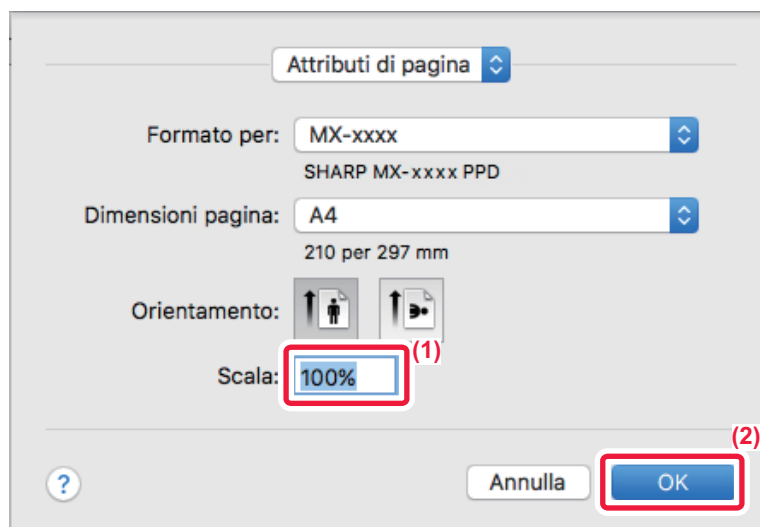 Attributi di pagina
Formato per: MX-xxxx
SHARP MX-xxxx PPD
Dimensioni pagina: A4
210 per 297 mm
Orientamento:
(1)
Scala: 100%
(2)
? Annulla OK